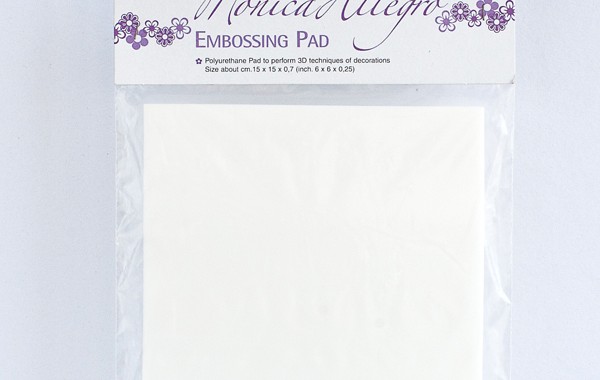 Monica Allegro
EMBOSSING PAD
Polyurethane Pad to perform 3D techniques of decorations
Size about cm.15 x 15 x 0,7 (inch. 6 x 6 x 0,25)